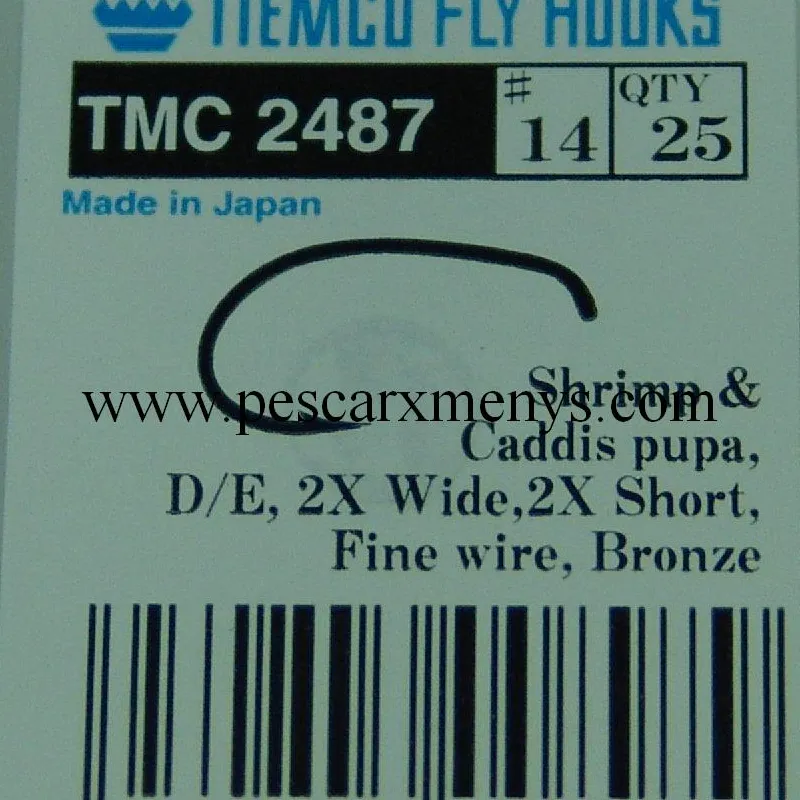 TIEMCO FLY HOOKS
TMC 2487
# 14
QTY 25
Made in Japan
www.pescarxmenys.com
Shrimp &
Caddis pupa,
D/E, 2X Wide,2X Short,
Fine wire, Bronze